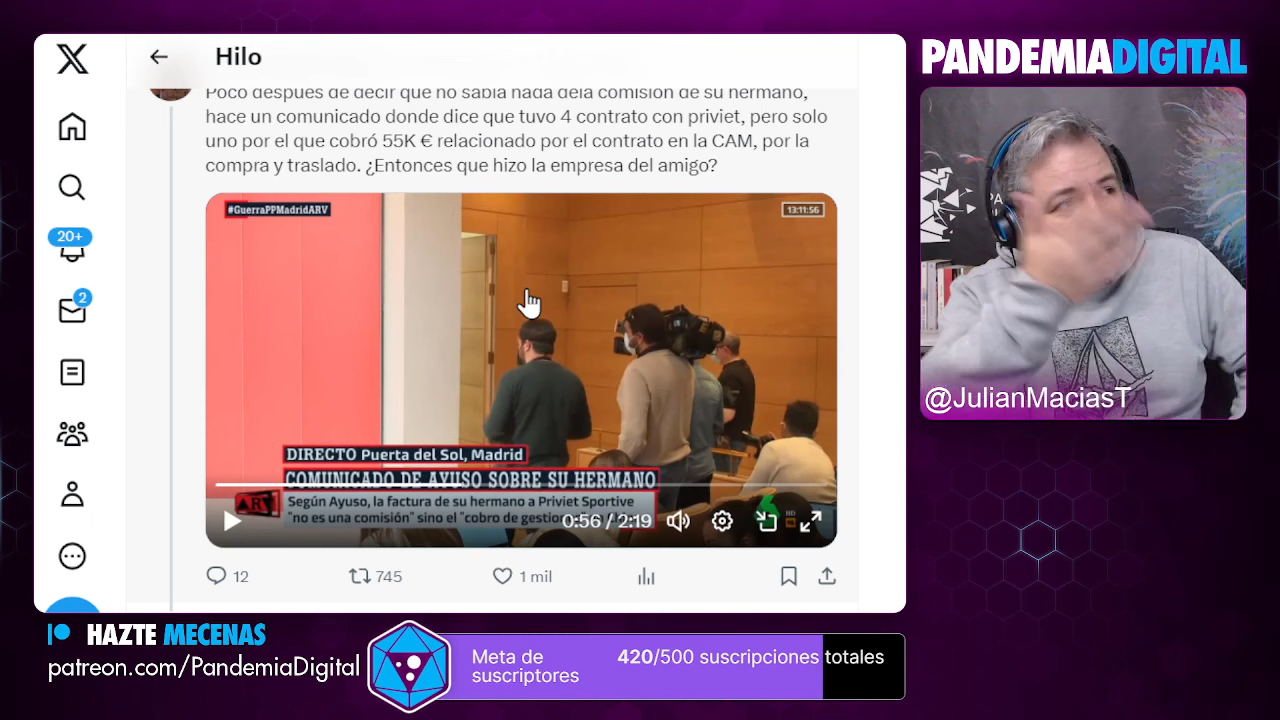 Hilo
Poco después de decir que no sabía nada dela comisión de su hermano,
hace un comunicado donde dice que tuvo 4 contrato con priviet, pero solo
uno por el que cobró 55K € relacionado por el contrato en la CAM, por la
compra y traslado. ¿Entonces que hizo la empresa del amigo?
20+
2
#GuerraPPMadridARV
13:11:56
DIRECTO Puerta del Sol, Madrid
COMUNICADO DE AYUSO SOBRE SU HERMANO
AR
Según Ayuso, la factura de su hermano a Priviet Sportive
"no es una comisión" sino el "cobro de
0:56 / 2:19
HD
12
745
1 mil
PANDEMIADIGITAL
@JulianMaciasT
HAZTE MECENAS
patreon.com/PandemiaDigital
Meta de
suscriptores
420/500 suscripciones totales